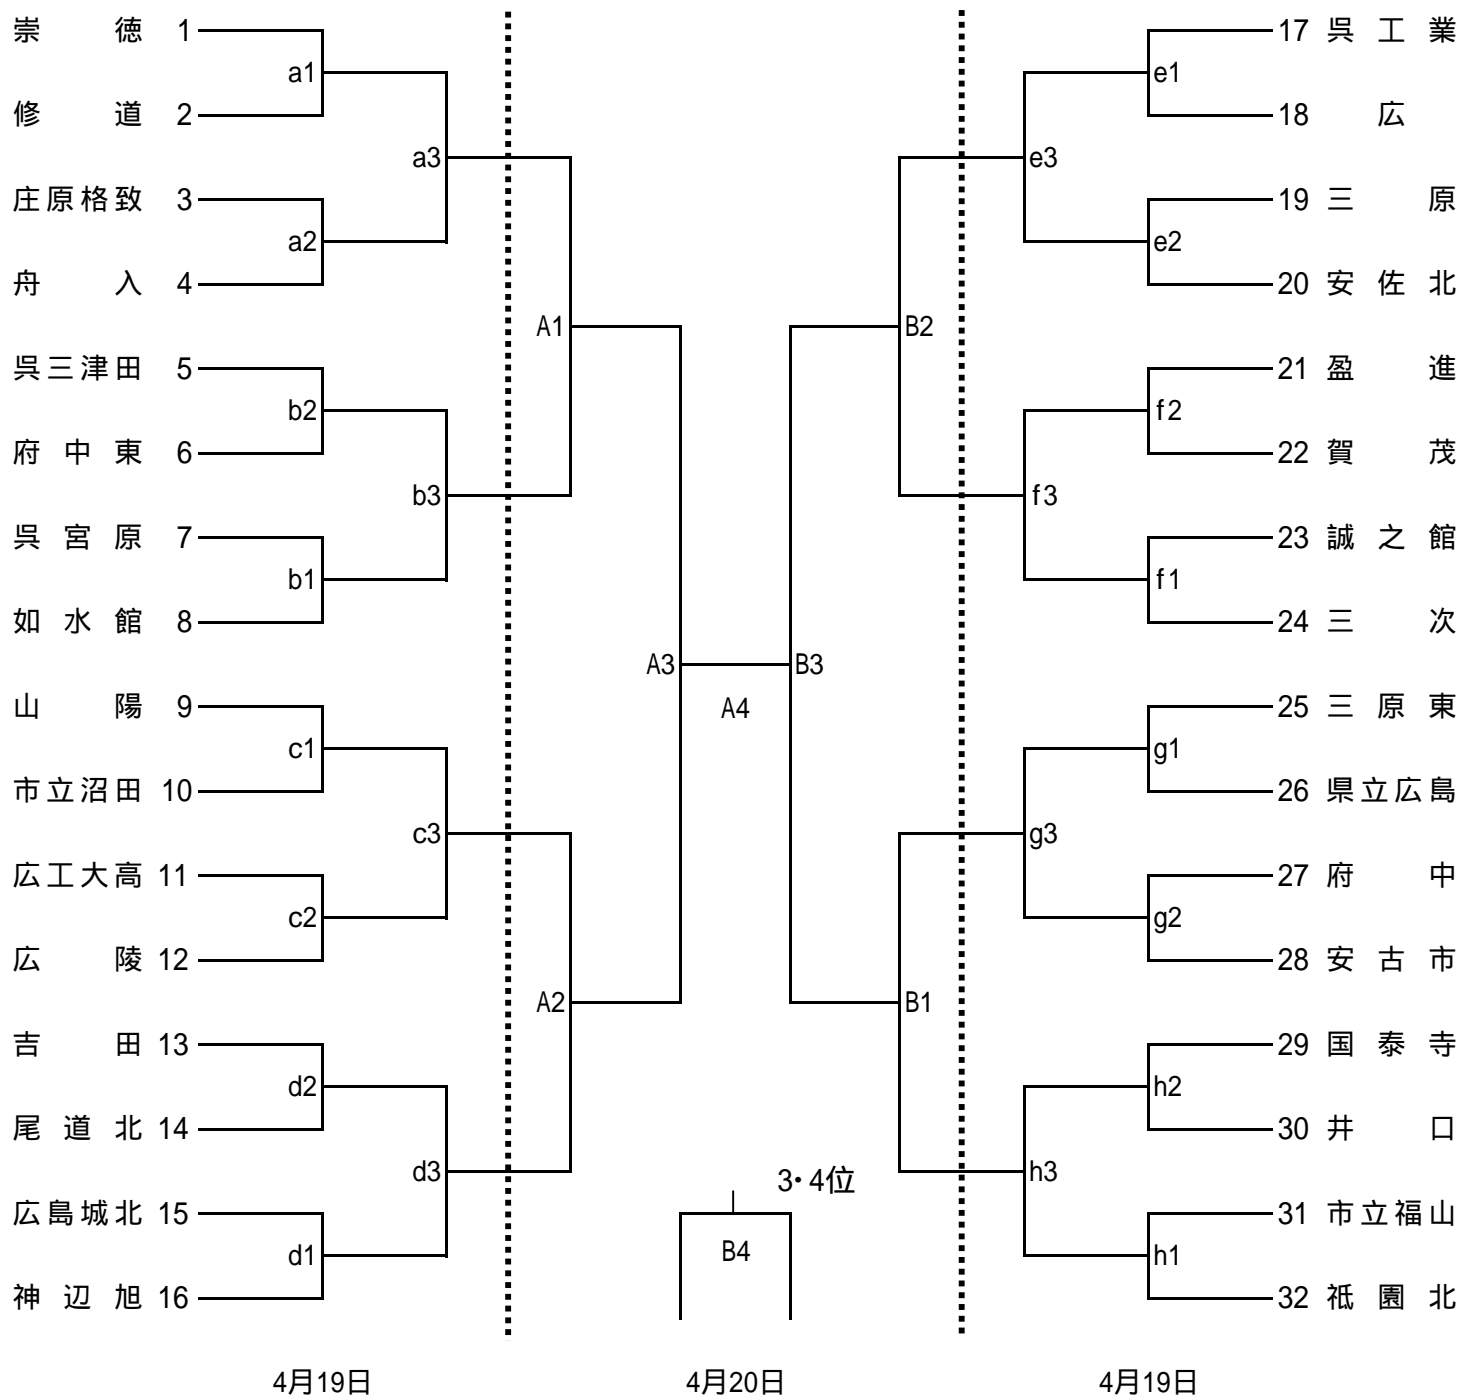 崇徳 1
17 呉工業
a1
e1
修道 2
18 広
a3
e3
庄原格致 3
19 三原
a2
e2
舟入 4
20 安佐北
A1
B2
呉三津田 5
21 盈進
b2
f2
府中東 6
22 賀茂
b3
f3
呉宮原 7
23 誠之館
b1
f1
如水館 8
24 三次
A3
B3
山陽 9
A4
25 三原東
c1
g1
市立沼田 10
26 県立広島
c3
g3
広工大高 11
27 府中
c2
g2
広陵 12
28 安古市
A2
B1
吉田 13
29 国泰寺
d2
h2
尾道北 14
30 井口
d3
3・4位
h3
広島城北 15
31 市立福山
d1
B4
h1
神辺旭 16
32 祇園北
4月19日
4月20日
4月19日